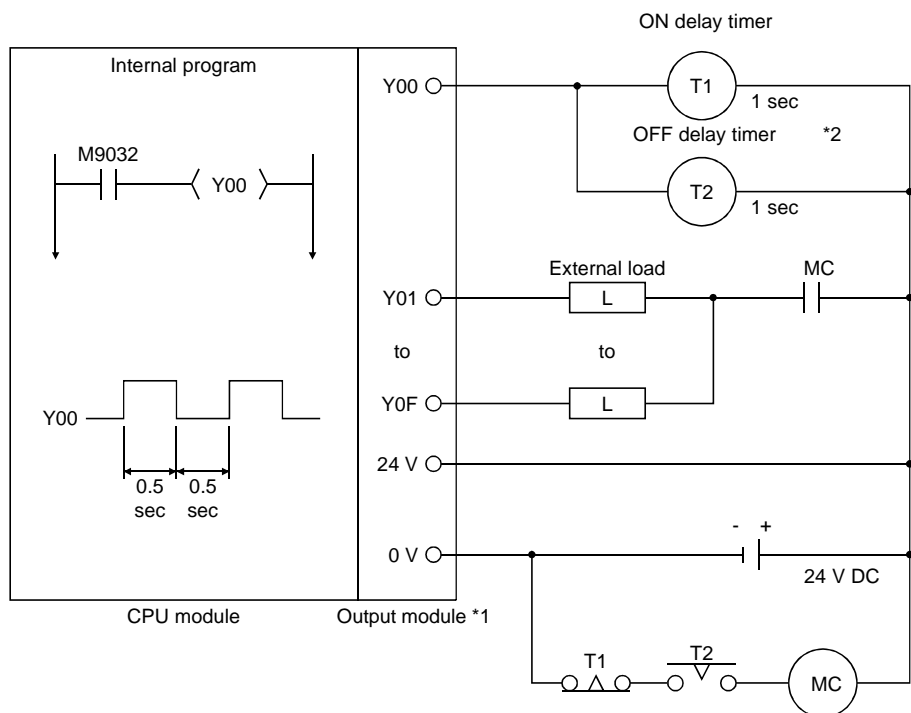 ON delay timer
Internal program
Y00
T1
1 sec
OFF delay timer *2
M9032
Y00
T2
1 sec
External load
MC
Y01
L
to
to
Y0F
L
Y00
24 V
0.5
sec
0.5
sec
- +
0 V
24 V DC
CPU module
Output module *1
T1
T2
MC